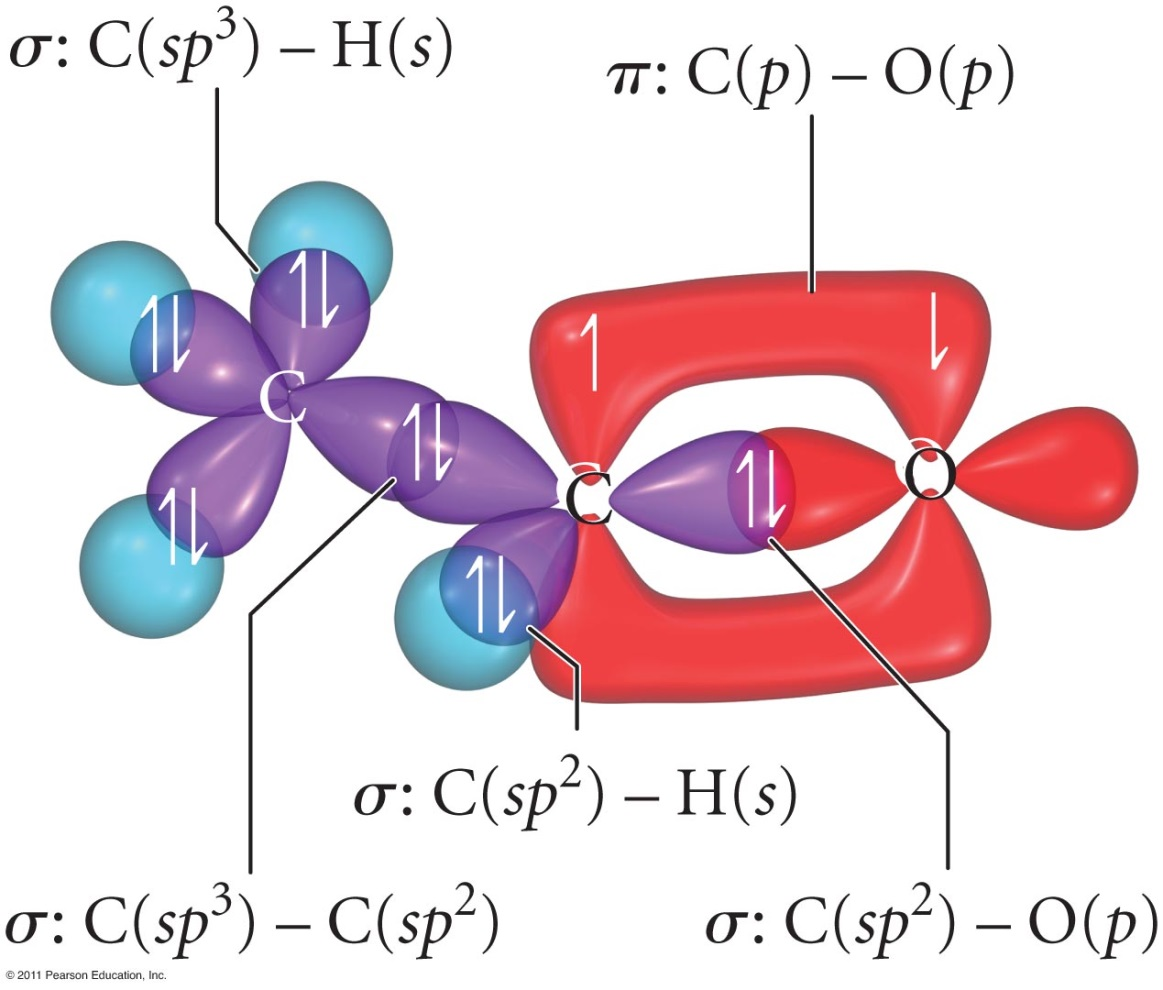 σ: C(sp³) – H(s)
π: C(p) – O(p)
C
C
O
σ: C(sp²) – H(s)
σ: C(sp³) – C(sp²)
σ: C(sp²) – O(p)
© 2011 Pearson Education, Inc.